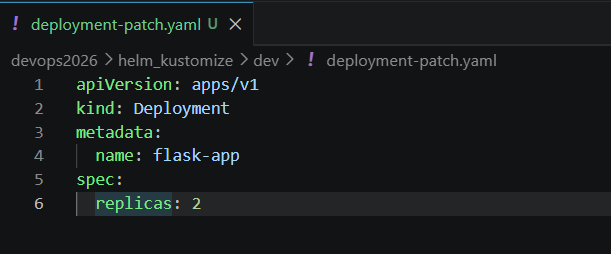 ! deployment-patch.yaml U ×
devops2026 > helm_kustomize > dev > ! deployment-patch.yaml
1 apiVersion: apps/v1
2 kind: Deployment
3 metadata:
4   name: flask-app
5 spec:
6   replicas: 2